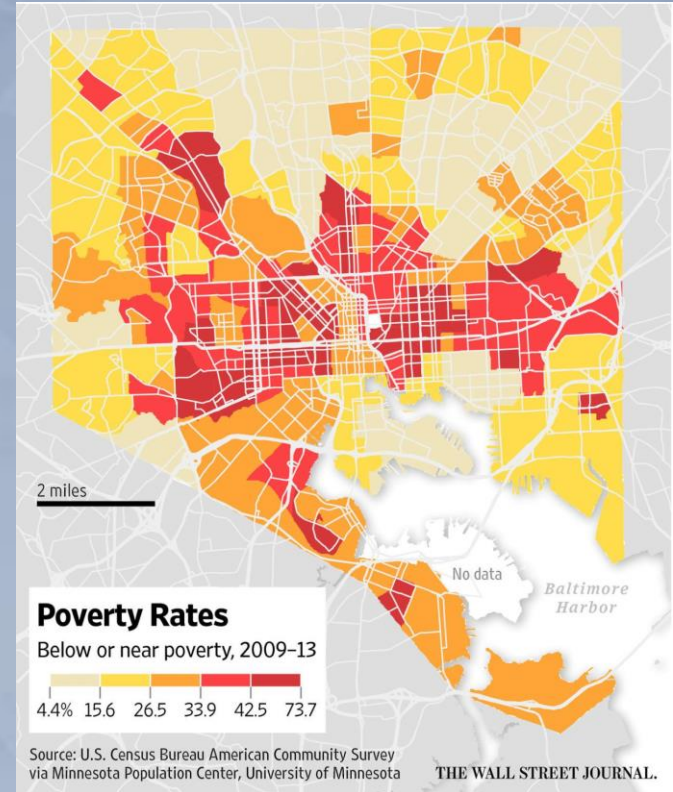 2 miles
No data
Baltimore
Harbor
Poverty Rates
Below or near poverty, 2009–13
4.4% 15.6 26.5 33.9 42.5 73.7
Source: U.S. Census Bureau American Community Survey
via Minnesota Population Center, University of Minnesota
THE WALL STREET JOURNAL.